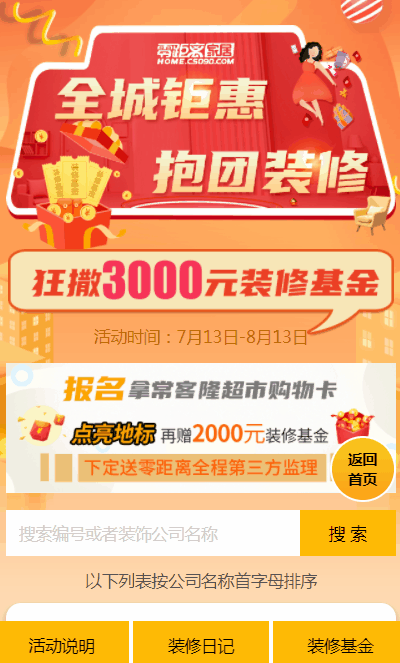 零距离家居
HOME.CS090.COM
全城钜惠
抱团装修
狂撒3000元装修基金
活动时间：7月13日-8月13日
报名拿常客隆超市购物卡
点亮地标 再赠2000元装修基金
下定送零距离全程第三方监理
返回
首页
搜索编号或者装饰公司名称
搜 索
以下列表按公司名称首字母排序
活动说明
装修日记
装修基金